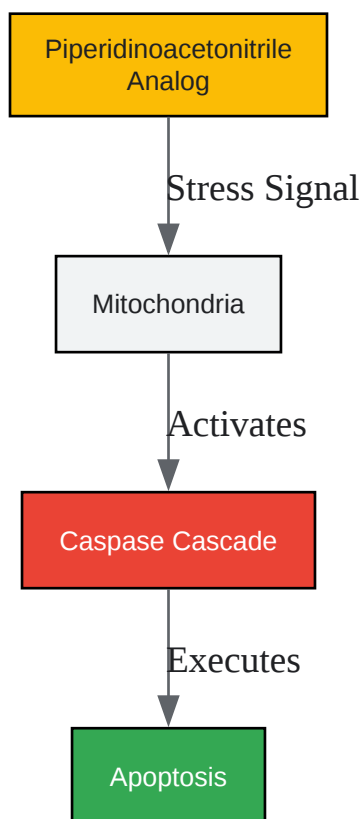 Piperidinoacetonitrile
Analog
Stress Signal
Mitochondria
Activates
Caspase Cascade
Executes
Apoptosis